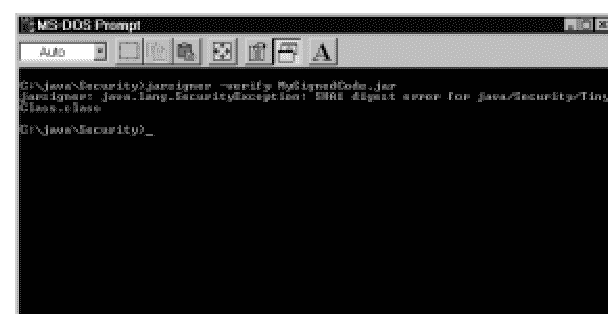 MS-DOS Prompt
Auto
A
G:\java\Security>jarsigner -verify MySignedCode.jar
jarsigner: java.lang.SecurityException: SHA1 digest error for java/Security/Tiny
Class.class
G:\java\Security>_